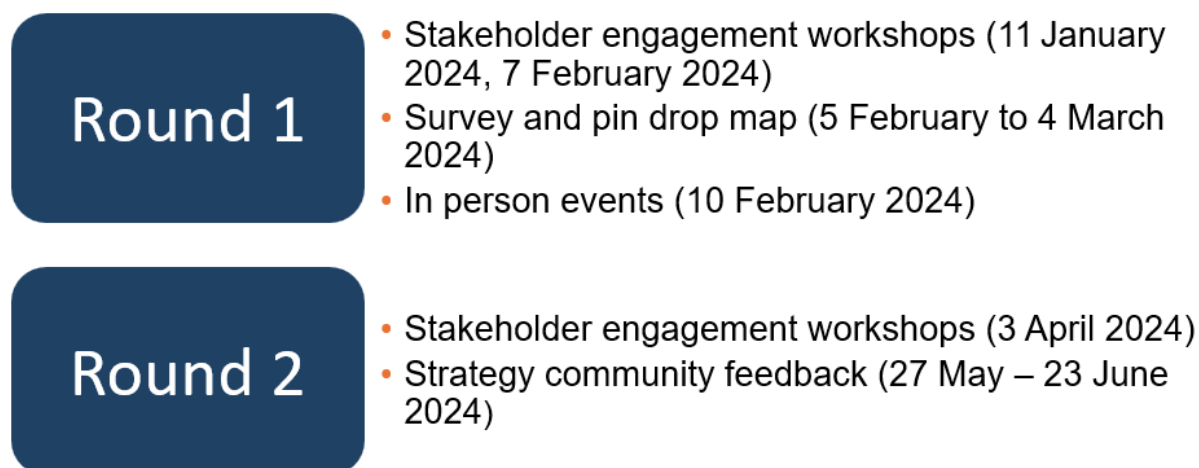 Round 1
• Stakeholder engagement workshops (11 January
2024, 7 February 2024)
• Survey and pin drop map (5 February to 4 March
2024)
• In person events (10 February 2024)
Round 2
• Stakeholder engagement workshops (3 April 2024)
• Strategy community feedback (27 May – 23 June
2024)